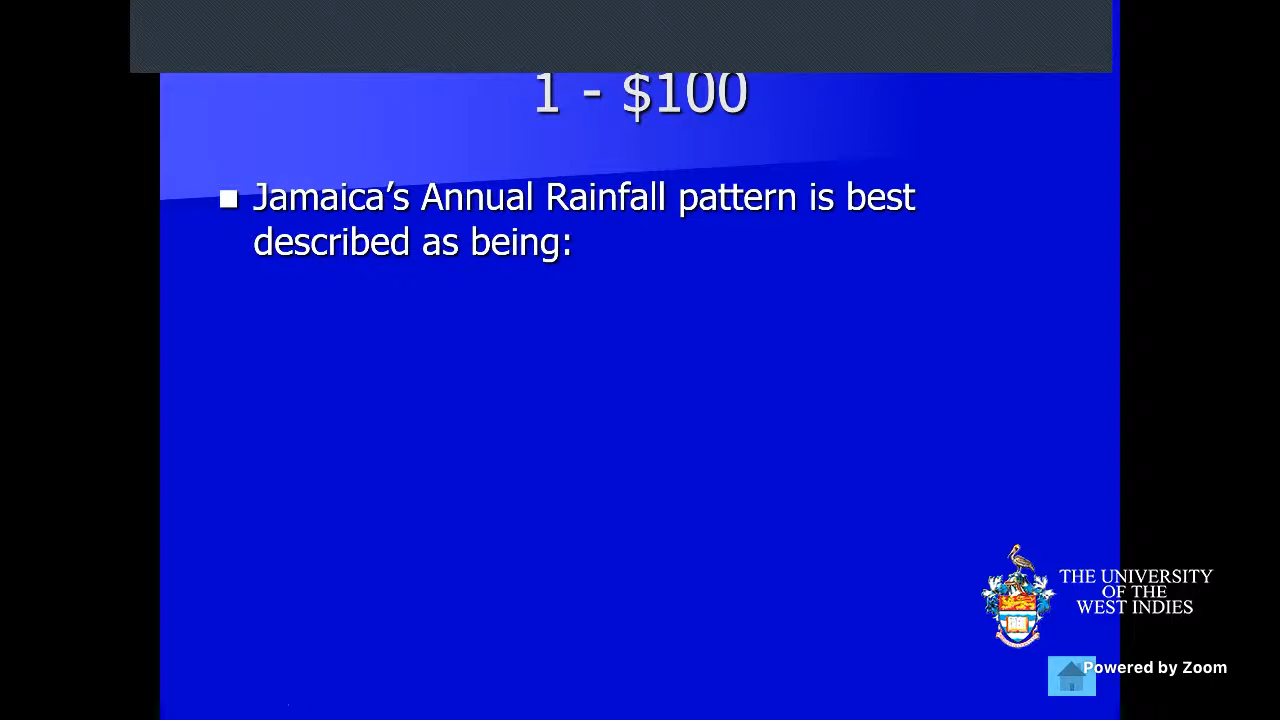 1 - $100
Jamaica’s Annual Rainfall pattern is best
described as being:
THE UNIVERSITY
OF THE
WEST INDIES
Powered by Zoom